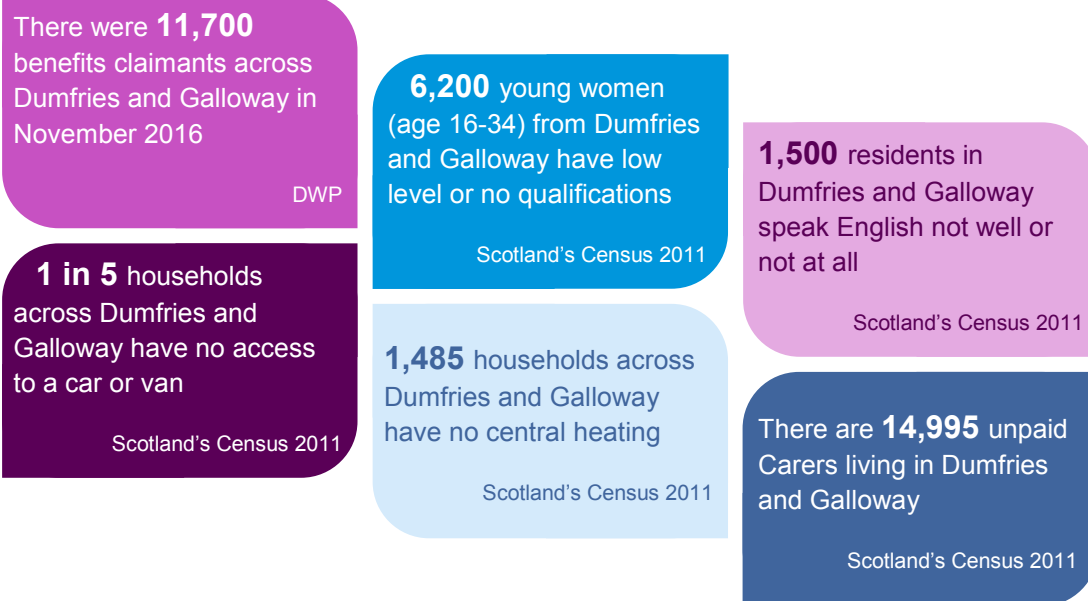 There were 11,700
benefits claimants across
Dumfries and Galloway in
November 2016
DWP
1 in 5 households
across Dumfries and
Galloway have no access
to a car or van
Scotland's Census 2011
6,200 young women
(age 16-34) from Dumfries
and Galloway have low
level or no qualifications
Scotland's Census 2011
1,485 households across
Dumfries and Galloway
have no central heating
Scotland's Census 2011
1,500 residents in
Dumfries and Galloway
speak English not well or
not at all
Scotland's Census 2011
There are 14,995 unpaid
Carers living in Dumfries
and Galloway
Scotland's Census 2011